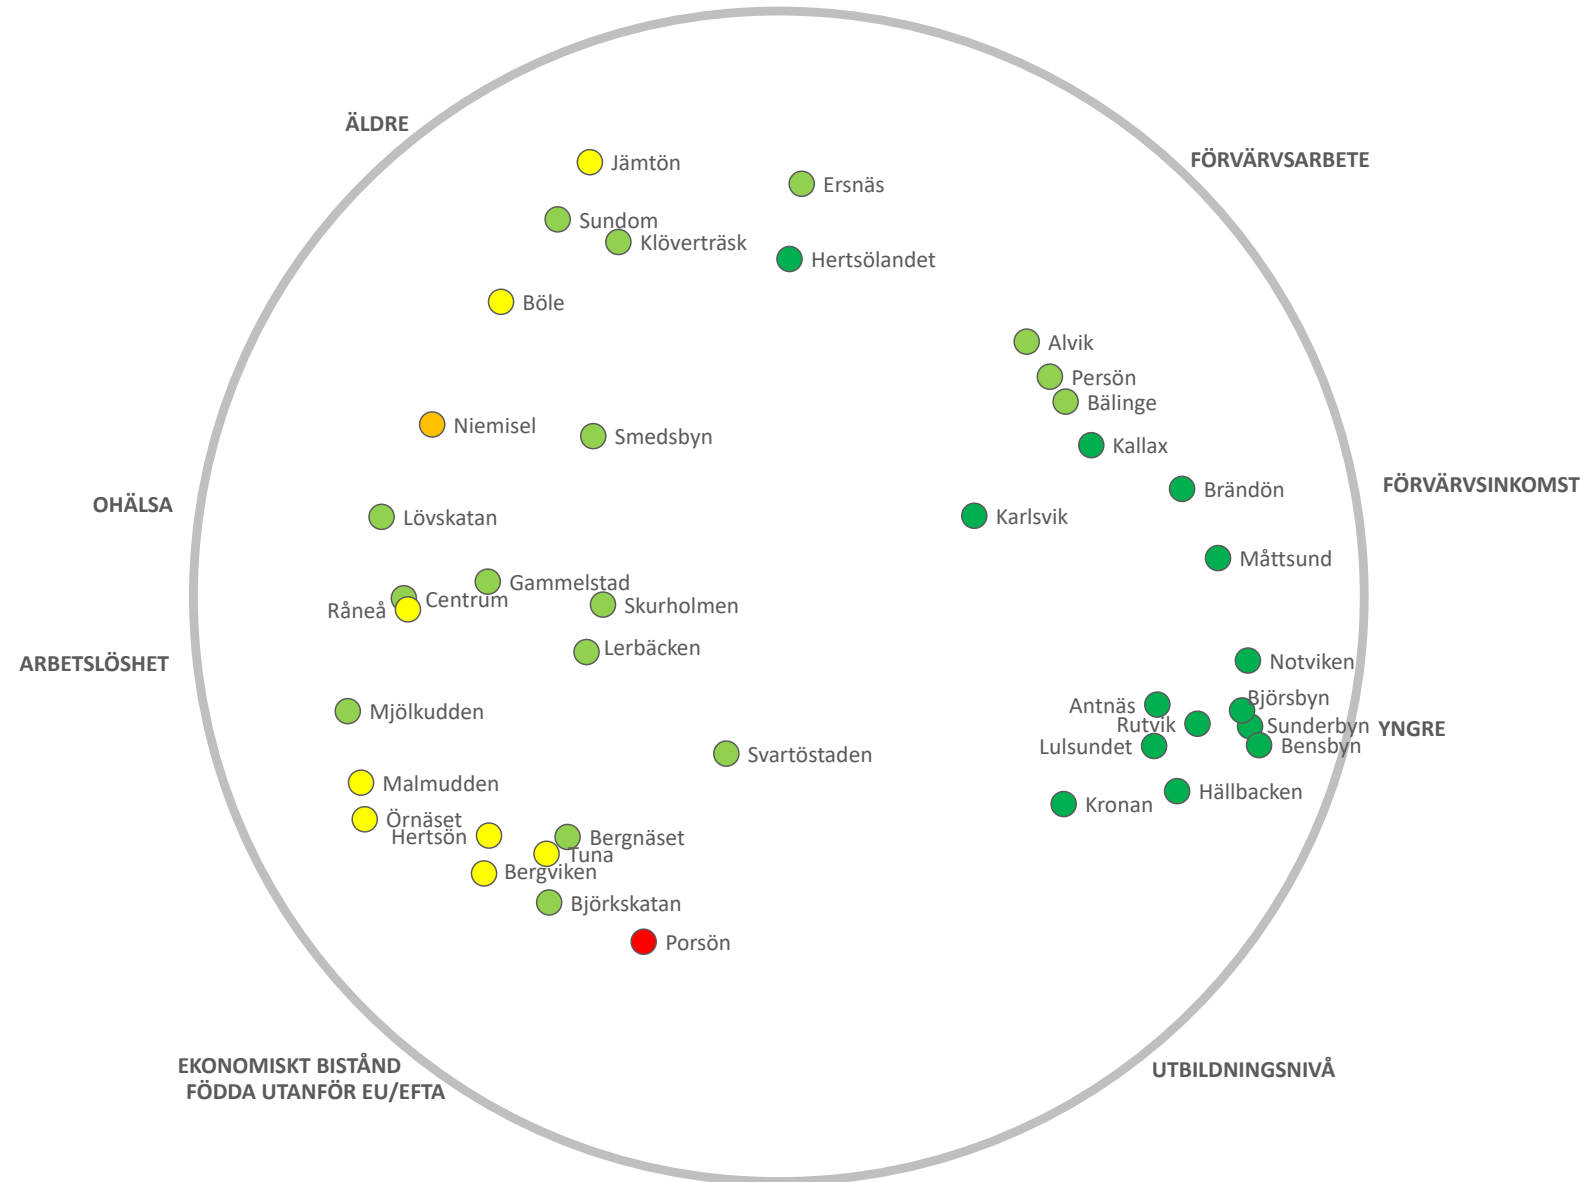 ÄLDRE
FÖRVÄRVSARBETE
Jämtön
Ersnäs
Sundom
Klöverträsk
Hertsölandet
Böle
Alvik
Persön
Bälinge
Niemisel
Smedsbyn
Kallax
FÖRVÄRVSINKOMST
Brändön
OHÄLSA
Lövskatan
Karlsvik
Måttsund
Gammelstad
Centrum
Råneå
Skurholmen
Lerbäcken
ARBETSLÖSHET
Notviken
Björsbyn
Antnäs
Mjölkudden
Rutvik
Sunderbyn
YNGRE
Lulsundet
Bensbyn
Svartöstaden
Malmudden
Hällbacken
Kronan
Örnäset
Hertsön
Bergnäset
Tuna
Bergviken
Björkskatan
Porsön
EKONOMISKT BISTÅND
FÖDDA UTANFÖR EU/EFTA
UTBILDNINGSNIVÅ